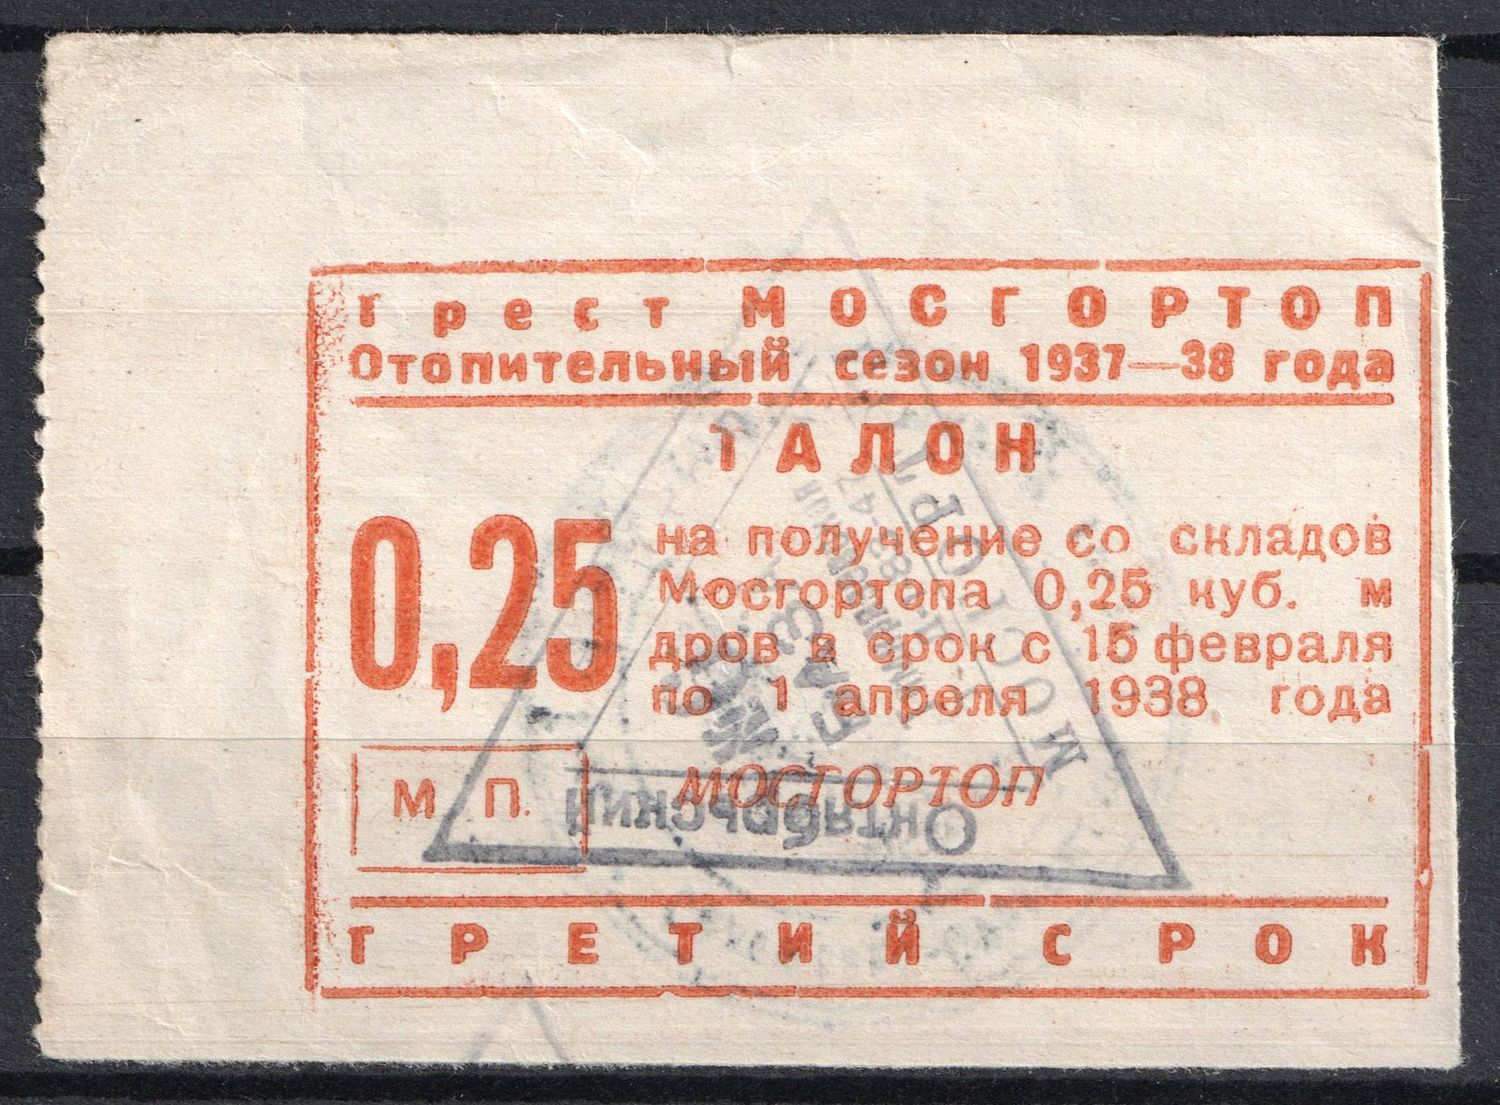 трест МОСГОРТОП
Отопительный сезон 1937—38 года
ТАЛОН
0,25
на получение со складов
Мосгортопа 0,25 куб. м
дров в срок с 15 февраля
по 1 апреля 1938 года
М П.
МОСГОРТОП
ТРЕТИЙ СРОК
Октябрьский
МОСГОРТОП